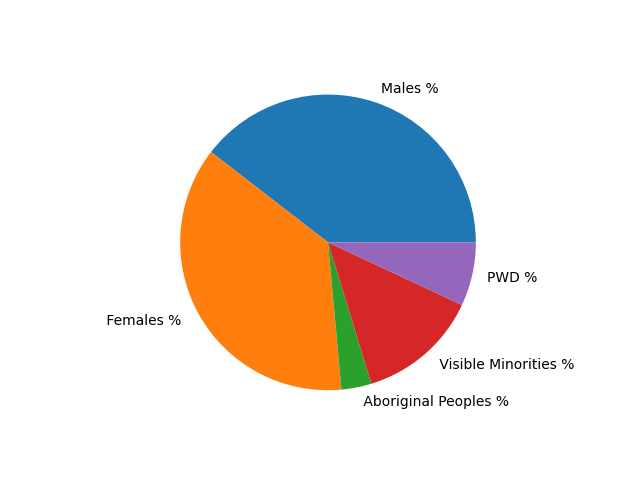 Males %
Females %
PWD %
Visible Minorities %
Aboriginal Peoples %